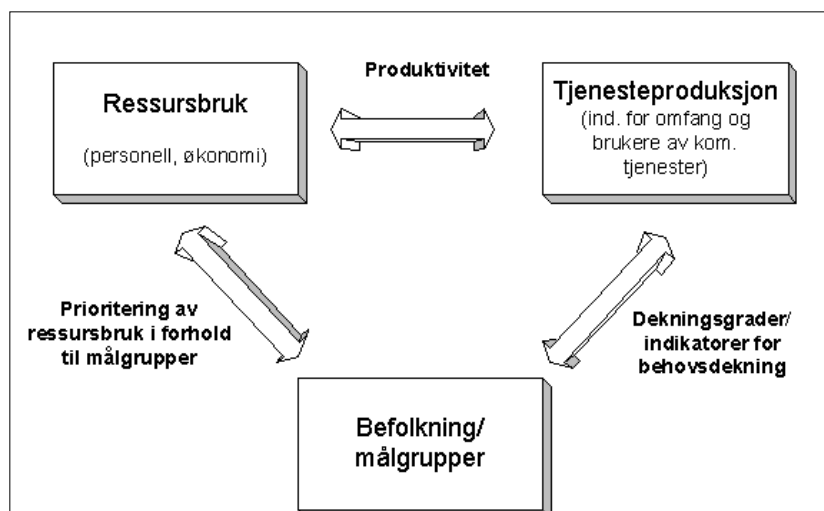 Produktivitet
Ressursbruk
(personell, økonomi)
Tjenesteproduksjon
(ind. for omfang og
brukere av kom.
tjenester)
Prioritering av
ressursbruk i forhold
til målgrupper
Dekningsgrader/
indikatorer for
behovsdekning
Befolkning/
målgrupper